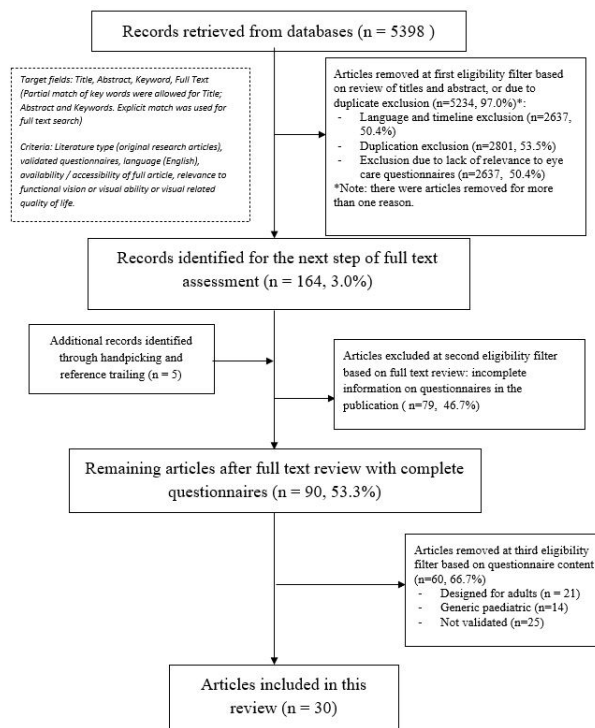 Records retrieved from databases (n = 5398 )
Target fields: Title, Abstract, Keyword, Full Text
(Partial match of key words were allowed for Title;
Abstract and Keywords. Explicit match was used for
full text search)
Criteria: Literature type (original research articles),
validated questionnaires, language (English),
availability / accessibility of full article, relevance to
functional vision or visual ability or visual related
quality of life.
Articles removed at first eligibility filter based
on review of titles and abstract, or due to
duplicate exclusion (n=5234, 97.0%)*:
- Language and timeline exclusion (n=2637,
50.4%)
- Duplication exclusion (n=2801, 53.5%)
- Exclusion due to lack of relevance to eye
care questionnaires (n=2637, 50.4%)
*Note: there were articles removed for more
than one reason.
Records identified for the next step of full text
assessment (n = 164, 3.0%)
Additional records identified
through handpicking and
reference trailing (n = 5)
Articles excluded at second eligibility filter
based on full text review: incomplete
information on questionnaires in the
publication ( n=79, 46.7%)
Remaining articles after full text review with complete
questionnaires (n = 90, 53.3%)
Articles removed at third eligibility
filter based on questionnaire content
(n=60, 66.7%)
- Designed for adults (n = 21)
- Generic paediatric (n=14)
- Not validated (n=25)
Articles included in this
review (n = 30)